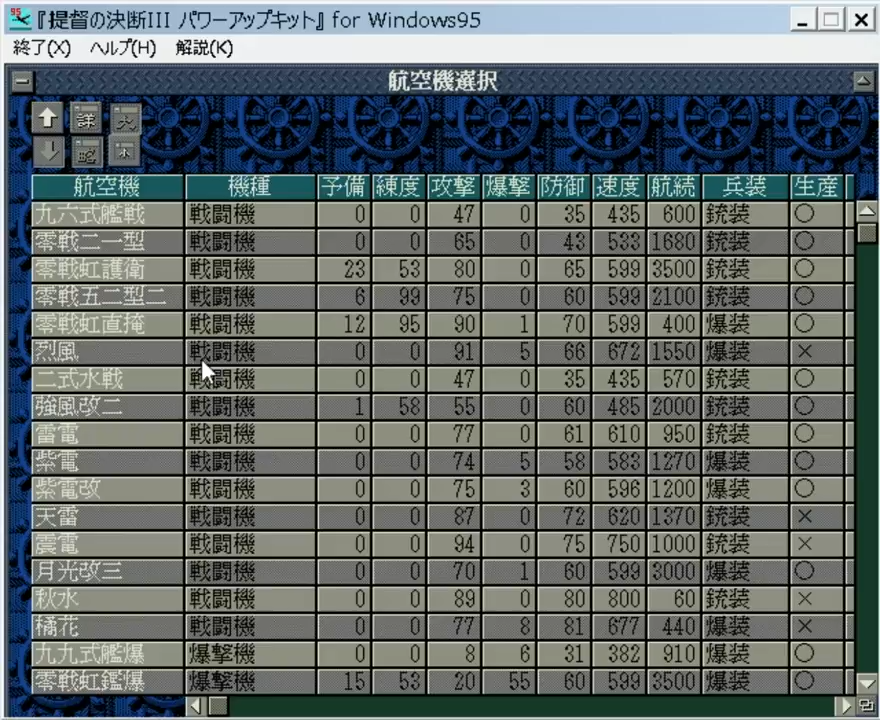 『提督の決断III パワーアップキット』 for Windows95
終了(X) ヘルプ(H) 解説(K)
航空機選択
詳 大
略 小
航空機 機種 予備 練度 攻撃 爆撃 防御 速度 航続 兵装 生産
九六式艦戦 戦闘機 0 0 47 0 35 435 600 銃装 ○
零戦二一型 戦闘機 0 0 65 0 43 533 1680 銃装 ○
零戦虹護衛 戦闘機 23 53 80 0 65 599 3500 銃装 ○
零戦五二型二 戦闘機 6 99 75 0 60 599 2100 銃装 ○
零戦虹直掩 戦闘機 12 95 90 1 70 599 400 爆装 ○
烈風 戦闘機 0 0 91 5 66 672 1550 爆装 ×
二式水戦 戦闘機 0 0 47 0 35 435 570 銃装 ○
強風改二 戦闘機 1 58 55 0 60 485 2000 銃装 ○
雷電 戦闘機 0 0 77 0 61 610 950 銃装 ○
紫電 戦闘機 0 0 74 5 58 583 1270 爆装 ○
紫電改 戦闘機 0 0 75 3 60 596 1200 爆装 ○
天雷 戦闘機 0 0 87 0 72 620 1370 銃装 ×
震電 戦闘機 0 0 94 0 75 750 1000 銃装 ×
月光改三 戦闘機 0 0 70 1 60 599 3000 爆装 ○
秋水 戦闘機 0 0 89 0 80 800 60 銃装 ×
橘花 戦闘機 0 0 77 8 81 677 440 爆装 ×
九九式艦爆 爆撃機 0 0 8 6 31 382 910 爆装 ○
零戦虹鑑爆 爆撃機 15 53 20 55 60 599 3500 爆装 ○